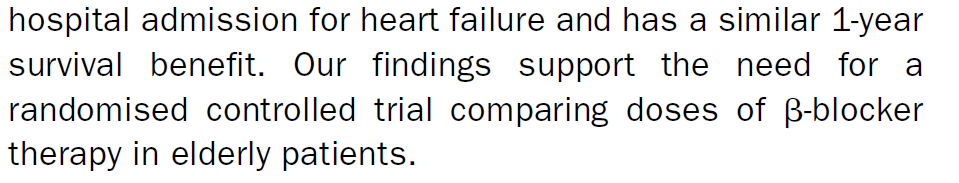 hospital admission for heart failure and has a similar 1-year
survival benefit. Our findings support the need for a
randomised controlled trial comparing doses of β-blocker
therapy in elderly patients.